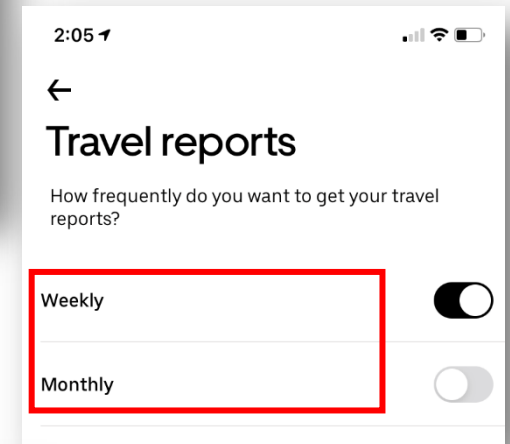 2:05
Travel reports
How frequently do you want to get your travel
reports?
Weekly
Monthly